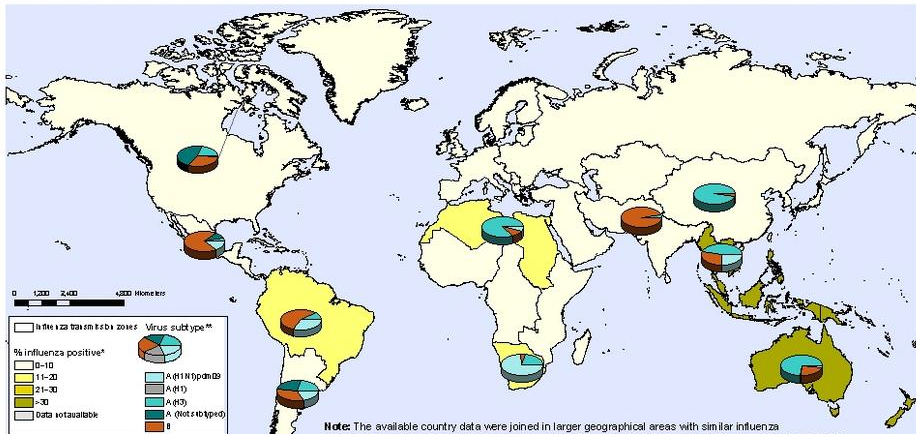 0 1,200 2,400 4,800 Kilometers
Influenza transmission zones
Virus subtype**
% influenza positive*
0-10
11-20
21-30
>30
Data not available
A(H1N1)pdm09
A(H1)
A(H3)
A (Not subtyped)
B
Note: The available country data were joined in larger geographical areas with similar influenza